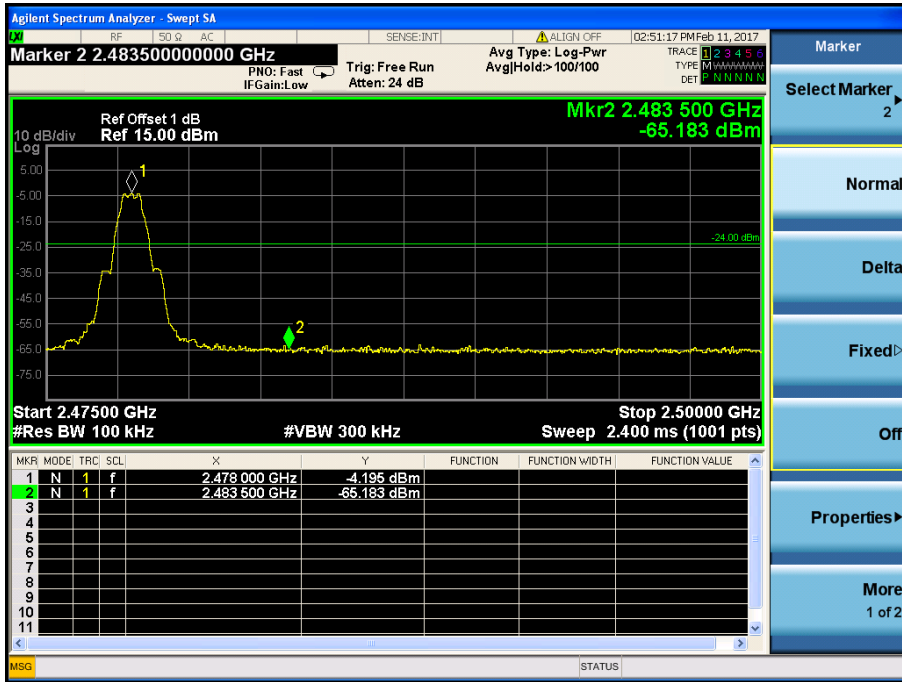 Agilent Spectrum Analyzer - Swept SA
LXI RF 50 Ω AC SENSE:INT ALIGN OFF 02:51:17 PM Feb 11, 2017
Marker 2 2.483500000000 GHz
PNO: Fast
IFGain:Low
Trig: Free Run
Atten: 24 dB
Avg Type: Log-Pwr
Avg|Hold:>100/100
TRACE 1 2 3 4 5 6
TYPE M
DET P N N N N N
Marker
Select Marker
2
Normal
Delta
Fixed
Off
Properties
More
1 of 2
Mkr2 2.483 500 GHz
-65.183 dBm
Ref Offset 1 dB
10 dB/div Ref 15.00 dBm
Log
5.00
-5.00
-15.0
-25.0
-35.0
-45.0
-55.0
-65.0
-75.0
1
2
-24.00 dBm
Start 2.47500 GHz Stop 2.50000 GHz
#Res BW 100 kHz #VBW 300 kHz Sweep 2.400 ms (1001 pts)
MKR MODE TRC SCL X Y FUNCTION FUNCTION WIDTH FUNCTION VALUE
1 N 1 f 2.478 000 GHz -4.195 dBm
2 N 1 f 2.483 500 GHz -65.183 dBm
3
4
5
6
7
8
9
10
11
MSG STATUS